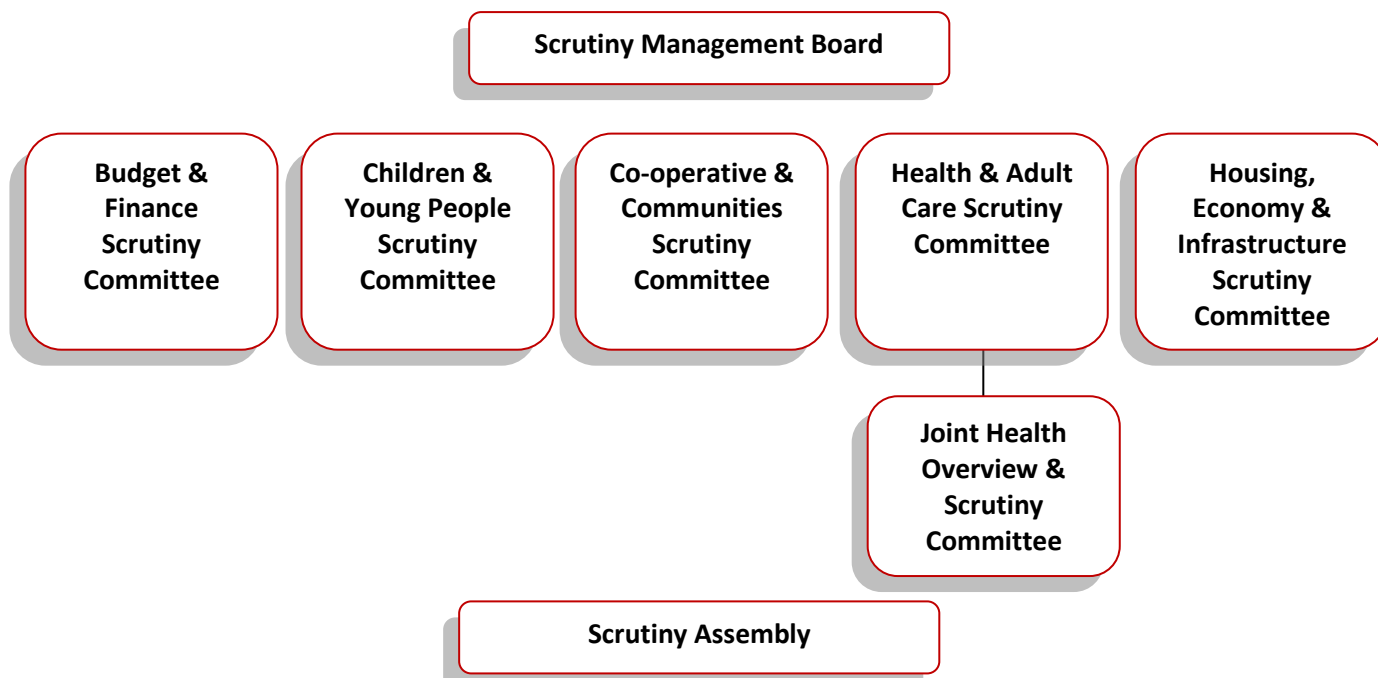 Scrutiny Management Board
Budget &
Finance
Scrutiny
Committee
Children &
Young People
Scrutiny
Committee
Co-operative &
Communities
Scrutiny
Committee
Health & Adult
Care Scrutiny
Committee
Housing,
Economy &
Infrastructure
Scrutiny
Committee
Joint Health
Overview &
Scrutiny
Committee
Scrutiny Assembly